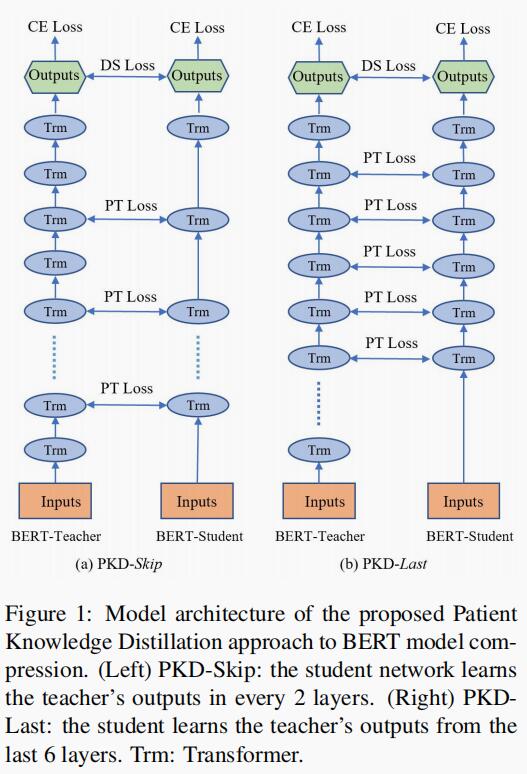 CE Loss CE Loss CE Loss CE Loss
Outputs DS Loss Outputs Outputs DS Loss Outputs
Trm Trm Trm Trm
Trm Trm PT Loss Trm
Trm PT Loss Trm Trm PT Loss Trm
Trm Trm PT Loss Trm
Trm PT Loss Trm Trm PT Loss Trm
Trm PT Loss Trm
Trm PT Loss Trm
Trm Trm
Inputs Inputs Inputs Inputs
BERT-Teacher BERT-Student BERT-Teacher BERT-Student
(a) PKD-Skip (b) PKD-Last
Figure 1: Model architecture of the proposed Patient
Knowledge Distillation approach to BERT model com-
pression. (Left) PKD-Skip: the student network learns
the teacher's outputs in every 2 layers. (Right) PKD-
Last: the student learns the teacher's outputs from the
last 6 layers. Trm: Transformer.